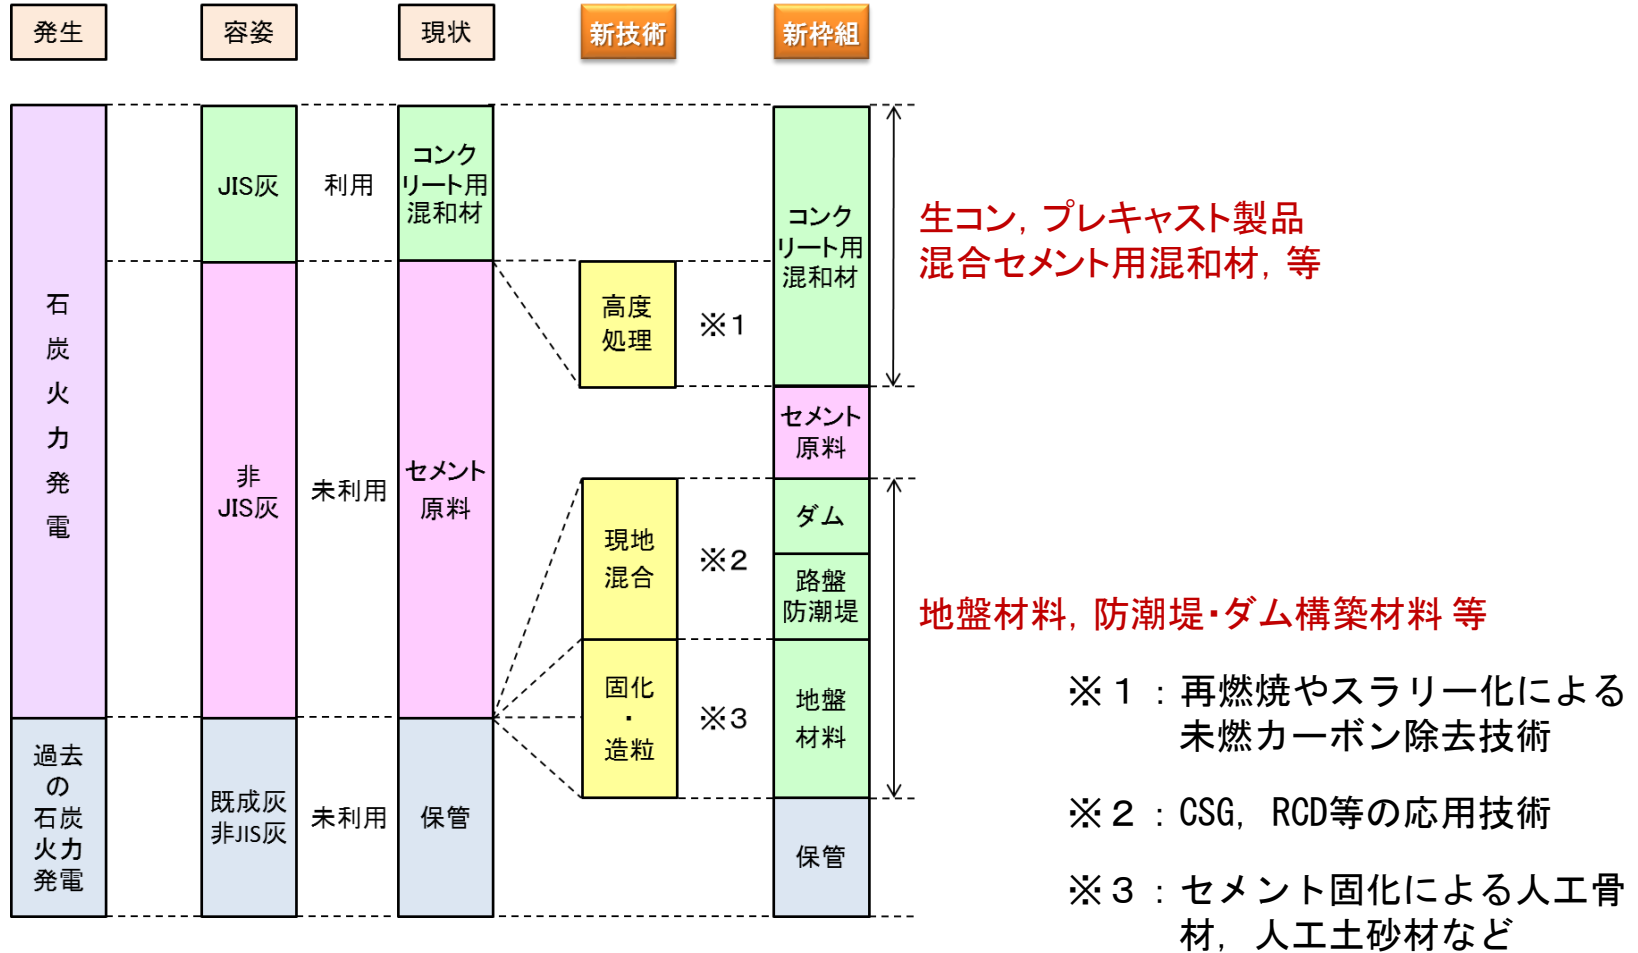 発生
容姿
現状
新技術
新枠組
石
炭
火
力
発
電
過去
の
石炭
火力
発電
JIS灰
非
JIS灰
既成灰
非JIS灰
利用
未利用
未利用
コンク
リート用
混和材
セメント
原料
保管
高度
処理
※1
現地
混合
※2
固化
・
造粒
※3
コンク
リート用
混和材
セメント
原料
ダム
路盤
防潮堤
地盤
材料
保管
生コン, プレキャスト製品
混合セメント用混和材, 等
地盤材料, 防潮堤・ダム構築材料 等
※１：再燃焼やスラリー化による
未燃カーボン除去技術
※２：CSG, RCD等の応用技術
※３：セメント固化による人工骨
材, 人工土砂材など